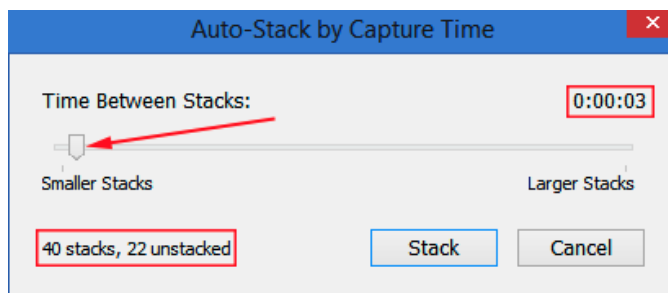 Auto-Stack by Capture Time
Time Between Stacks: 0:00:03
Smaller Stacks Larger Stacks
40 stacks, 22 unstacked Stack Cancel